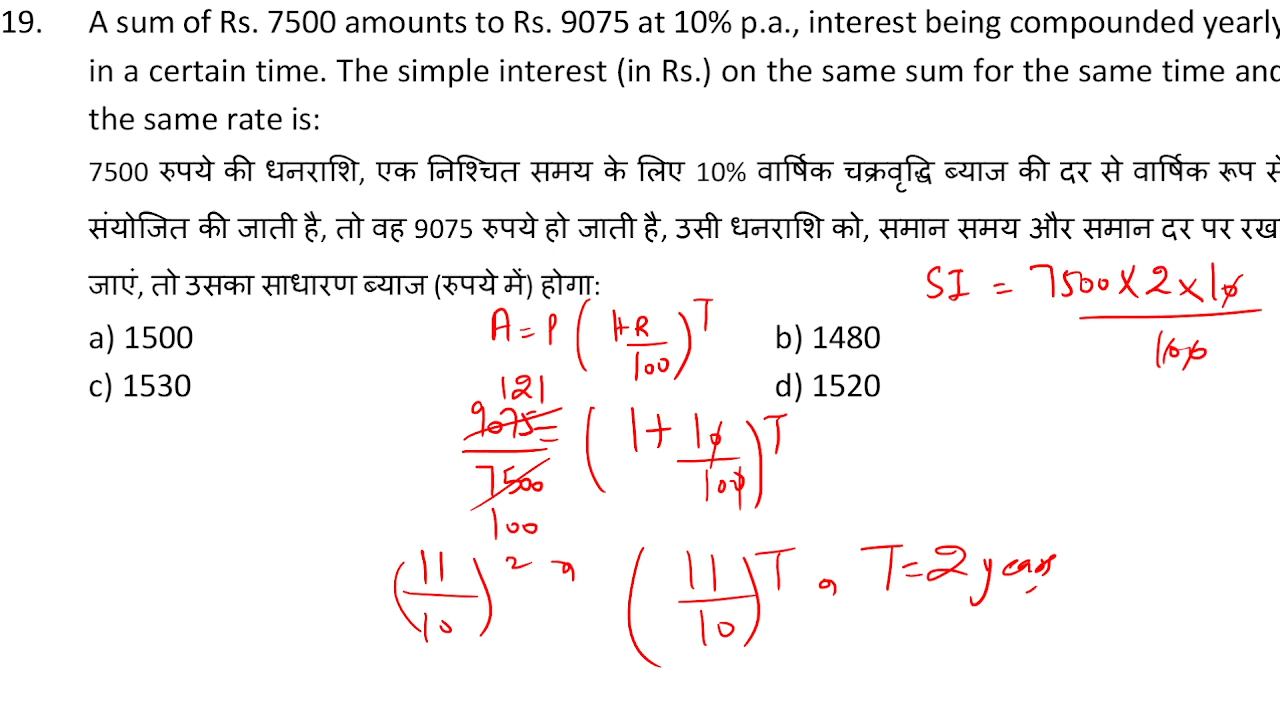 19. A sum of Rs. 7500 amounts to Rs. 9075 at 10% p.a., interest being compounded yearly
in a certain time. The simple interest (in Rs.) on the same sum for the same time and
the same rate is:
7500 रुपये की धनराशि, एक निश्चित समय के लिए 10% वार्षिक चक्रवृद्धि ब्याज की दर से वार्षिक रूप से
संयोजित की जाती है, तो वह 9075 रुपये हो जाती है, उसी धनराशि को, समान समय और समान दर पर रख
जाएं, तो उसका साधारण ब्याज (रुपये में) होगा:
SI = 7500 × 2 × 10
100
a) 1500
A = P ( 1+R
100 )^T
b) 1480
c) 1530
d) 1520
121
9075 = ( 1 + 10
7500 100 )^T
100
(11/10)^2 = (11/10)^T , T = 2 years